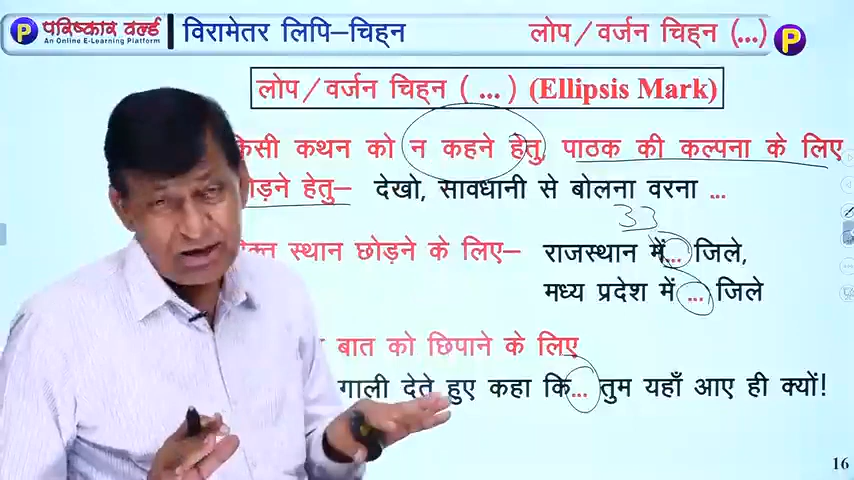 परिष्कार वर्ल्ड
An Online E-Learning Platform
विरामेतर लिपि-चिह्न
लोप/वर्जन चिह्न (...)
P
P
लोप/वर्जन चिह्न (...) (Ellipsis Mark)
कथन को न कहने हेतु पाठक की कल्पना के लिए
हेतु– देखो, सावधानी से बोलना वरना ...
33
स्थान छोड़ने के लिए– राजस्थान में ... जिले,
मध्य प्रदेश में ... जिले
बात को छिपाने के लिए
गाली देते हुए कहा कि... तुम यहाँ आए ही क्यों!
16